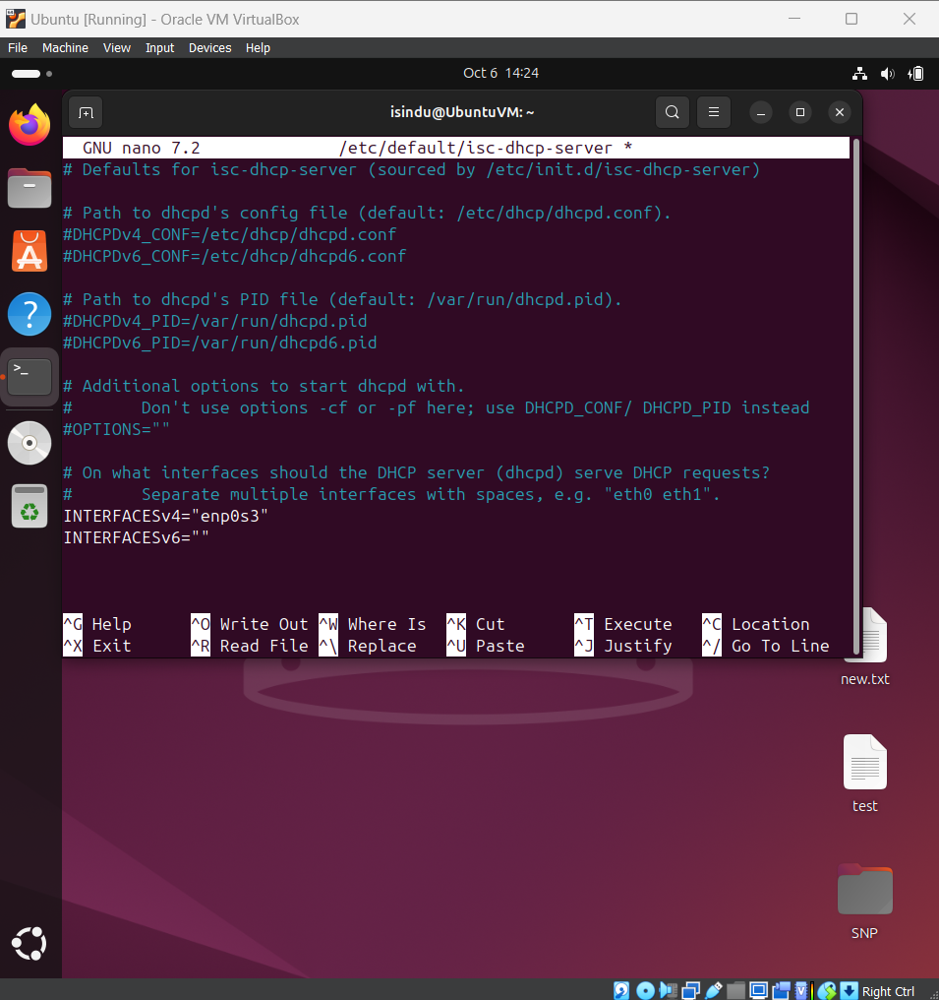 Ubuntu [Running] - Oracle VM VirtualBox
File Machine View Input Devices Help
Oct 6 14:24
isindu@UbuntuVM: ~
GNU nano 7.2 /etc/default/isc-dhcp-server *
# Defaults for isc-dhcp-server (sourced by /etc/init.d/isc-dhcp-server)
# Path to dhcpd's config file (default: /etc/dhcp/dhcpd.conf).
#DHCPDv4_CONF=/etc/dhcp/dhcpd.conf
#DHCPDv6_CONF=/etc/dhcp/dhcpd6.conf
# Path to dhcpd's PID file (default: /var/run/dhcpd.pid).
#DHCPDv4_PID=/var/run/dhcpd.pid
#DHCPDv6_PID=/var/run/dhcpd6.pid
# Additional options to start dhcpd with.
# Don't use options -cf or -pf here; use DHCPD_CONF/ DHCPD_PID instead
#OPTIONS=""
# On what interfaces should the DHCP server (dhcpd) serve DHCP requests?
# Separate multiple interfaces with spaces, e.g. "eth0 eth1".
INTERFACESv4="enp0s3"
INTERFACESv6=""
^G Help ^O Write Out ^W Where Is ^K Cut ^T Execute ^C Location
^X Exit ^R Read File ^\ Replace ^U Paste ^J Justify ^/ Go To Line
new.txt
test
SNP
Right Ctrl